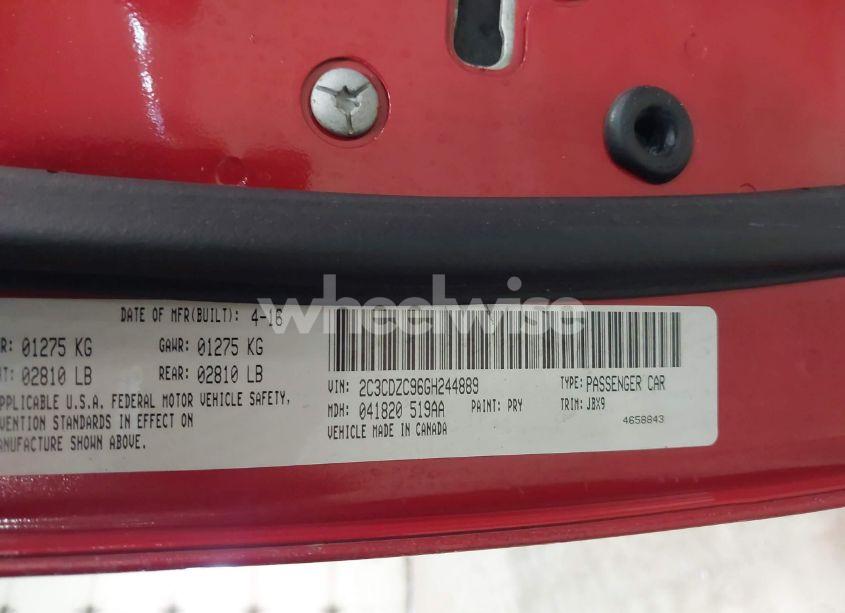 DATE OF MFR(BUILT): 4-16
R: 01275 KG GAWR: 01275 KG
T: 02810 LB REAR: 02810 LB
APPLICABLE U.S.A. FEDERAL MOTOR VEHICLE SAFETY,
VENTION STANDARDS IN EFFECT ON
MANUFACTURE SHOWN ABOVE.
VIN: 2C3CDZC96GH244889 TYPE: PASSENGER CAR
MDH: 041820 519AA PAINT: PRY TRIM: JBX9
VEHICLE MADE IN CANADA 4658843
wheelwise